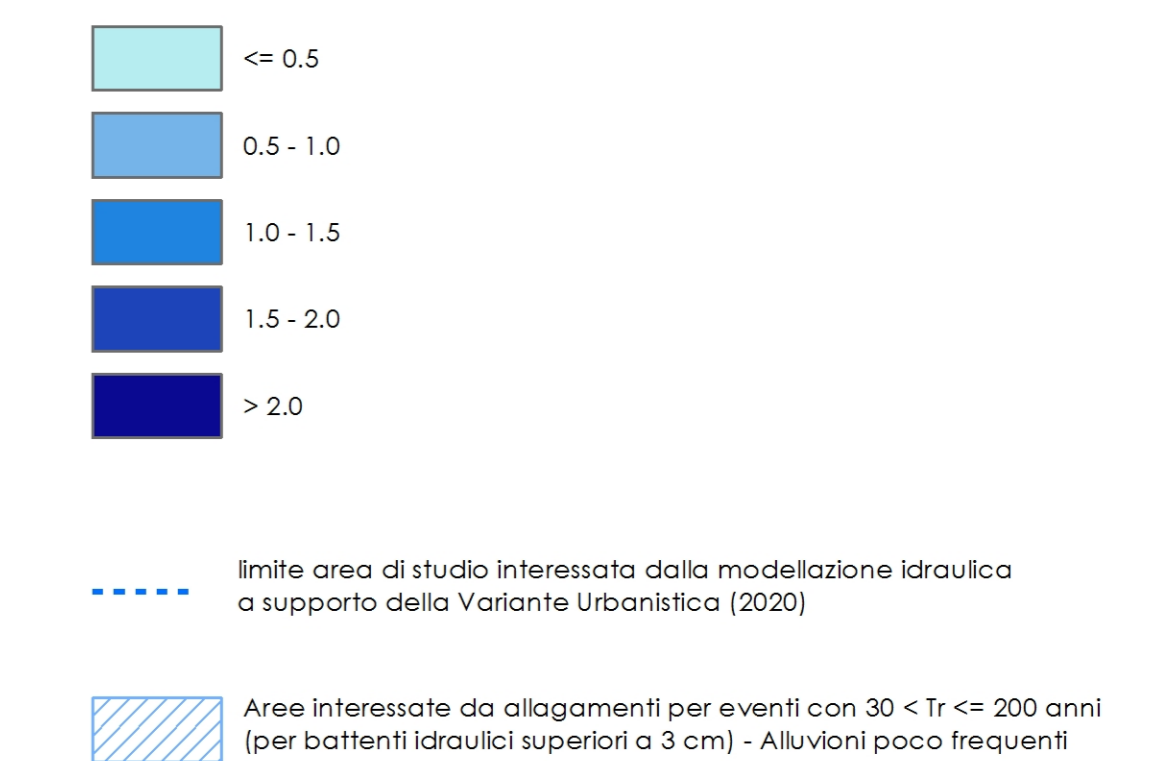 <= 0.5
0.5 - 1.0
1.0 - 1.5
1.5 - 2.0
> 2.0
limite area di studio interessata dalla modellazione idraulica
a supporto della Variante Urbanistica (2020)
Aree interessate da allagamenti per eventi con 30 < Tr <= 200 anni
(per battenti idraulici superiori a 3 cm) - Alluvioni poco frequenti